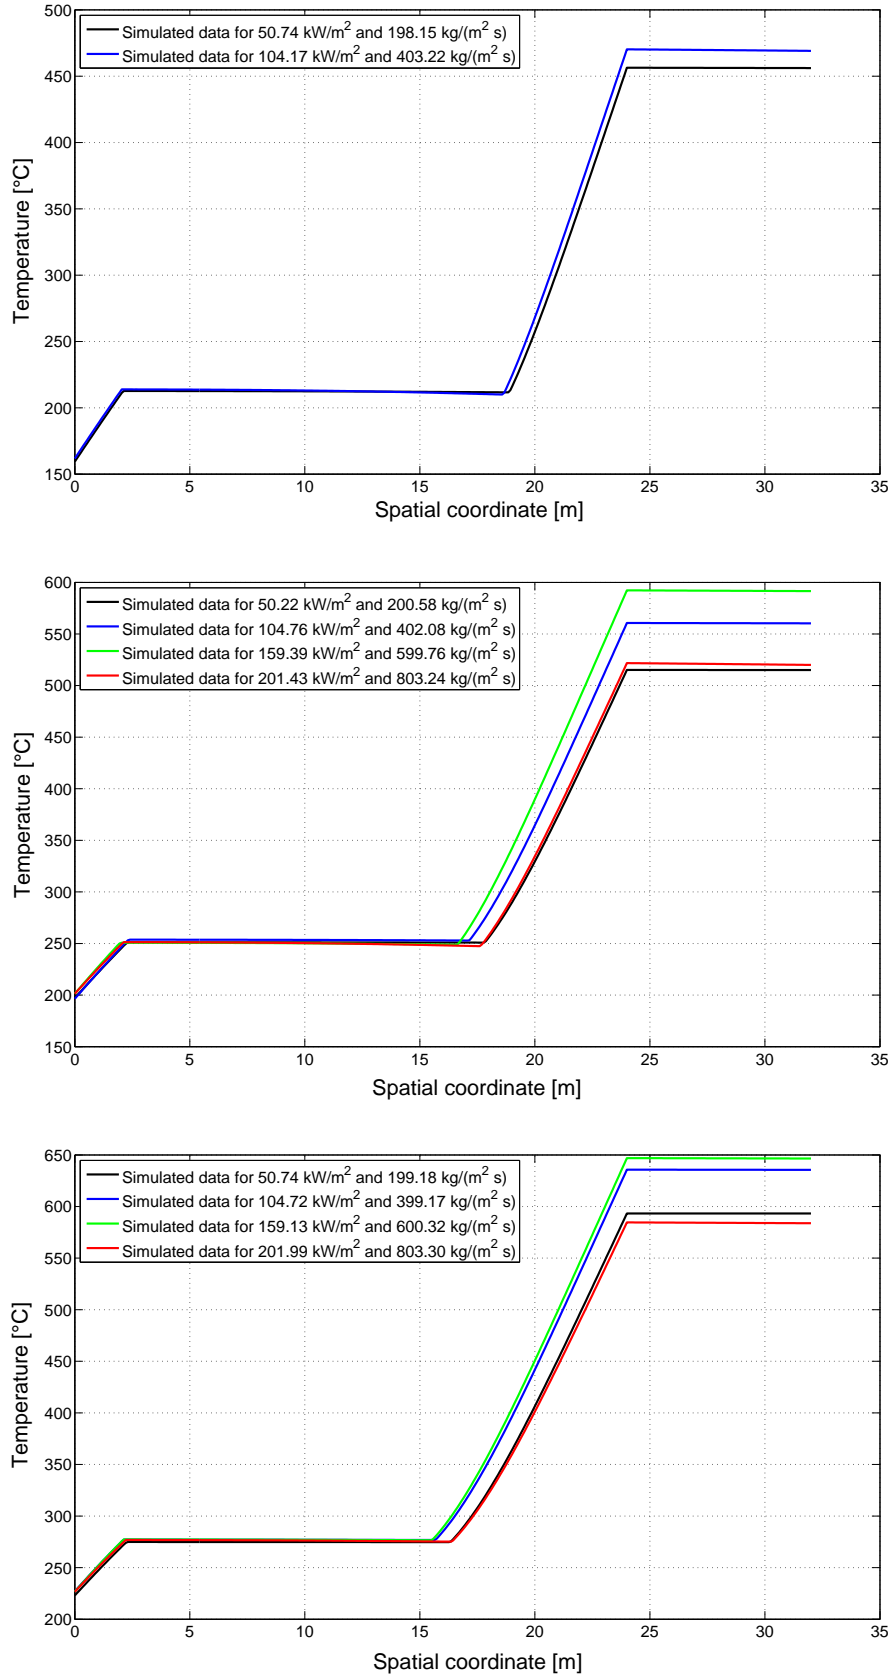 500
450
400
350
300
250
200
150
Temperature [°C]
Simulated data for 50.74 kW/m² and 198.15 kg/(m² s)
Simulated data for 104.17 kW/m² and 403.22 kg/(m² s)
0 5 10 15 20 25 30 35
Spatial coordinate [m]
600
550
500
450
400
350
300
250
200
150
Temperature [°C]
Simulated data for 50.22 kW/m² and 200.58 kg/(m² s)
Simulated data for 104.76 kW/m² and 402.08 kg/(m² s)
Simulated data for 159.39 kW/m² and 599.76 kg/(m² s)
Simulated data for 201.43 kW/m² and 803.24 kg/(m² s)
0 5 10 15 20 25 30 35
Spatial coordinate [m]
650
600
550
500
450
400
350
300
250
200
Temperature [°C]
Simulated data for 50.74 kW/m² and 199.18 kg/(m² s)
Simulated data for 104.72 kW/m² and 399.17 kg/(m² s)
Simulated data for 159.13 kW/m² and 600.32 kg/(m² s)
Simulated data for 201.99 kW/m² and 803.30 kg/(m² s)
0 5 10 15 20 25 30 35
Spatial coordinate [m]